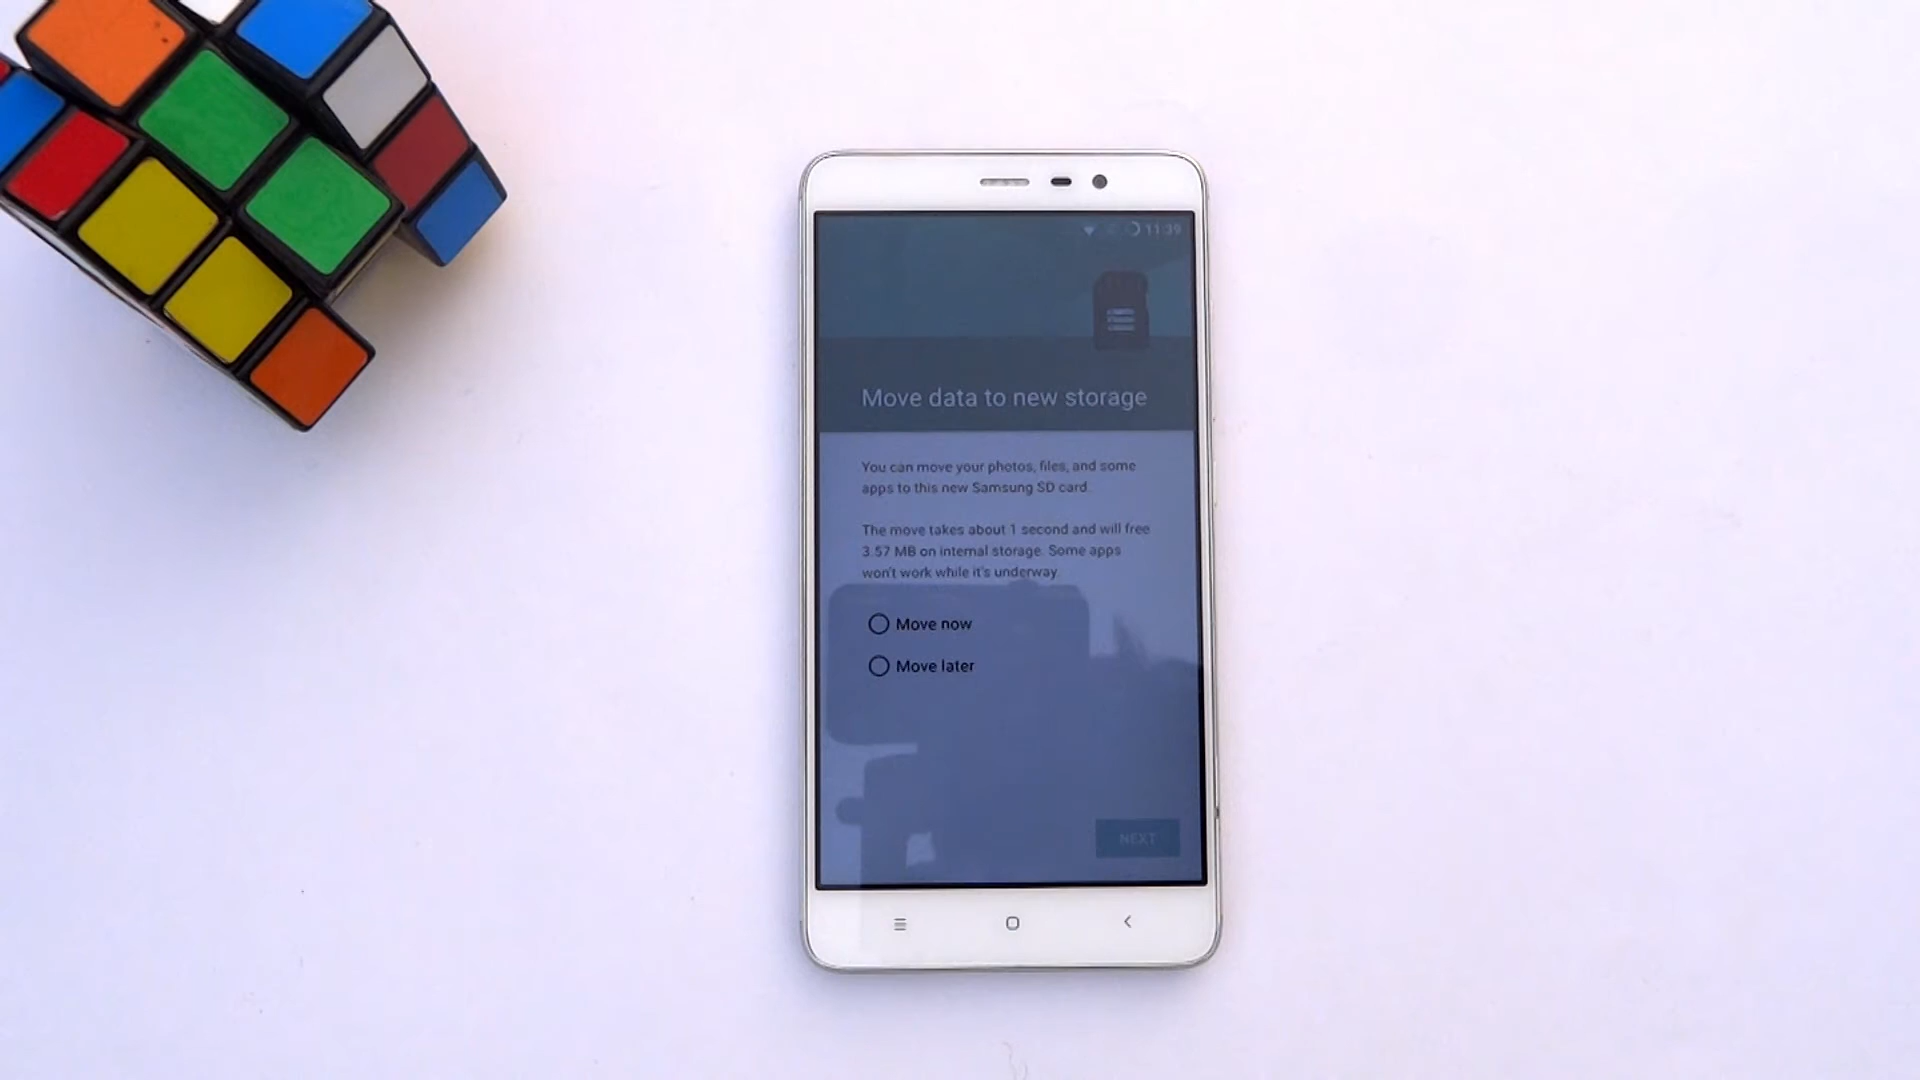 11:39
Move data to new storage
You can move your photos, files, and some
apps to this new Samsung SD card.
The move takes about 1 second and will free
3.57 MB on internal storage. Some apps
won't work while it's underway.
Move now
Move later
NEXT